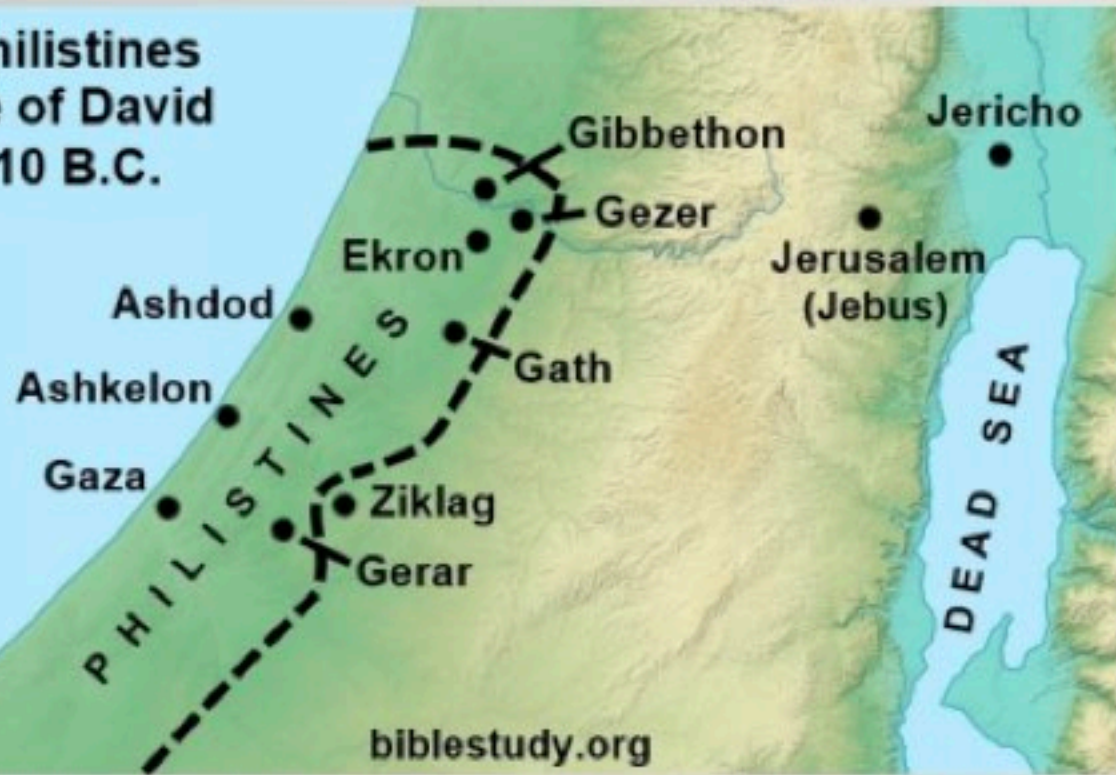 hilistines
of David
10 B.C.
Gibbethon
Jericho
Gezer
Ekron
Jerusalem
(Jebus)
Ashdod
Gath
Ashkelon
Gaza
Ziklag
Gerar
PHILISTINES
DEAD SEA
biblestudy.org